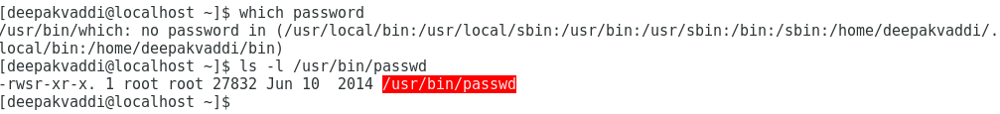 [deepakvaddi@localhost ~]$ which password
/usr/bin/which: no password in (/usr/local/bin:/usr/local/sbin:/usr/bin:/usr/sbin:/bin:/sbin:/home/deepakvaddi/.
local/bin:/home/deepakvaddi/bin)
[deepakvaddi@localhost ~]$ ls -l /usr/bin/passwd
-rwsr-xr-x. 1 root root 27832 Jun 10  2014 /usr/bin/passwd
[deepakvaddi@localhost ~]$